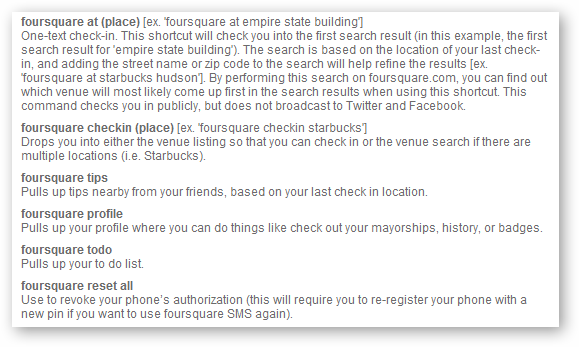 foursquare at (place) [ex. 'foursquare at empire state building']
One-text check-in. This shortcut will check you into the first search result (in this example, the first
search result for 'empire state building'). The search is based on the location of your last check-
in, and adding the street name or zip code to the search will help refine the results [ex.
'foursquare at starbucks hudson']. By performing this search on foursquare.com, you can find out
which venue will most likely come up first in the search results when using this shortcut. This
command checks you in publicly, but does not broadcast to Twitter and Facebook.
foursquare checkin (place) [ex. 'foursquare checkin starbucks']
Drops you into either the venue listing so that you can check in or the venue search if there are
multiple locations (i.e. Starbucks).
foursquare tips
Pulls up tips nearby from your friends, based on your last check in location.
foursquare profile
Pulls up your profile where you can do things like check out your mayorships, history, or badges.
foursquare todo
Pulls up your to do list.
foursquare reset all
Use to revoke your phone's authorization (this will require you to re-register your phone with a
new pin if you want to use foursquare SMS again).